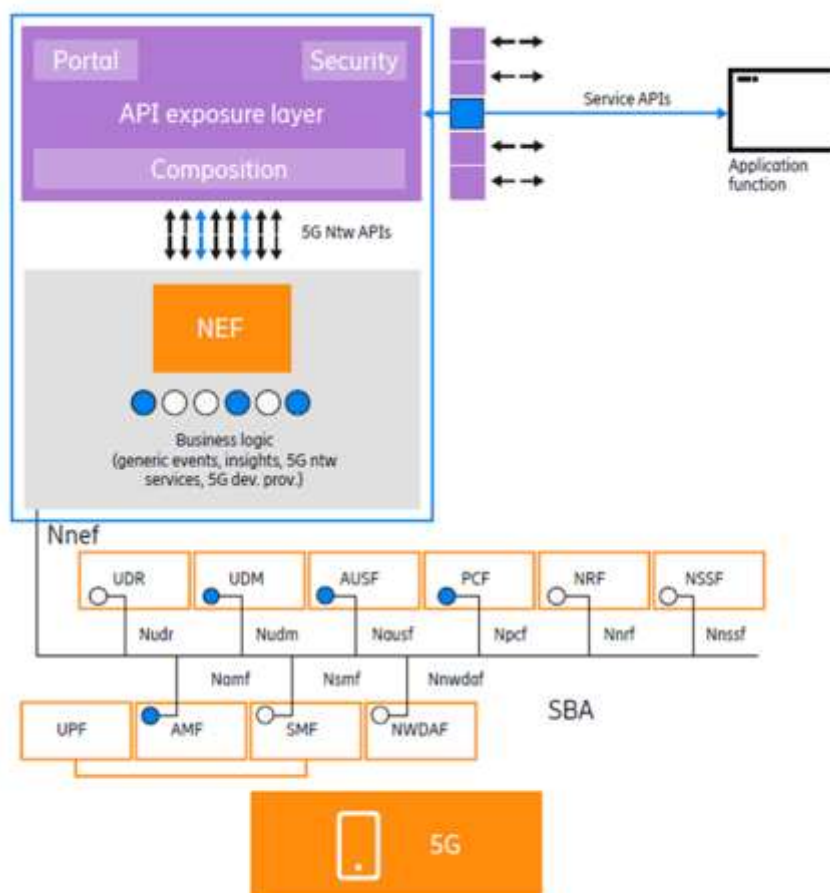 Portal
Security
API exposure layer
Composition
Service APIs
Application
function
5G Ntw APIs
NEF
Business logic
(generic events, insights, 5G ntw
services, 5G dev. prov.)
Nnef
UDR
UDM
AUSF
PCF
NRF
NSSF
Nudr
Nudm
Nausf
Npcf
Nnrf
Nnssf
Namf
Nsmf
Nnwdaf
SBA
UPF
AMF
SMF
NWDAF
5G